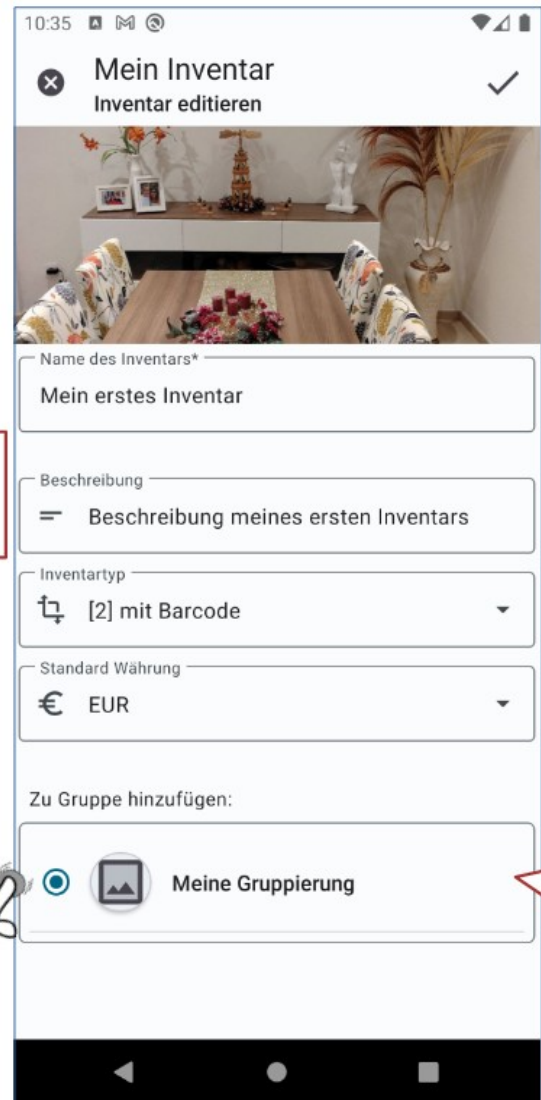 10:35
Mein Inventar
Inventar editieren
Name des Inventars*
Mein erstes Inventar
Beschreibung
Beschreibung meines ersten Inventars
Inventartyp
[2] mit Barcode
Standard Währung
€ EUR
Zu Gruppe hinzufügen:
Meine Gruppierung